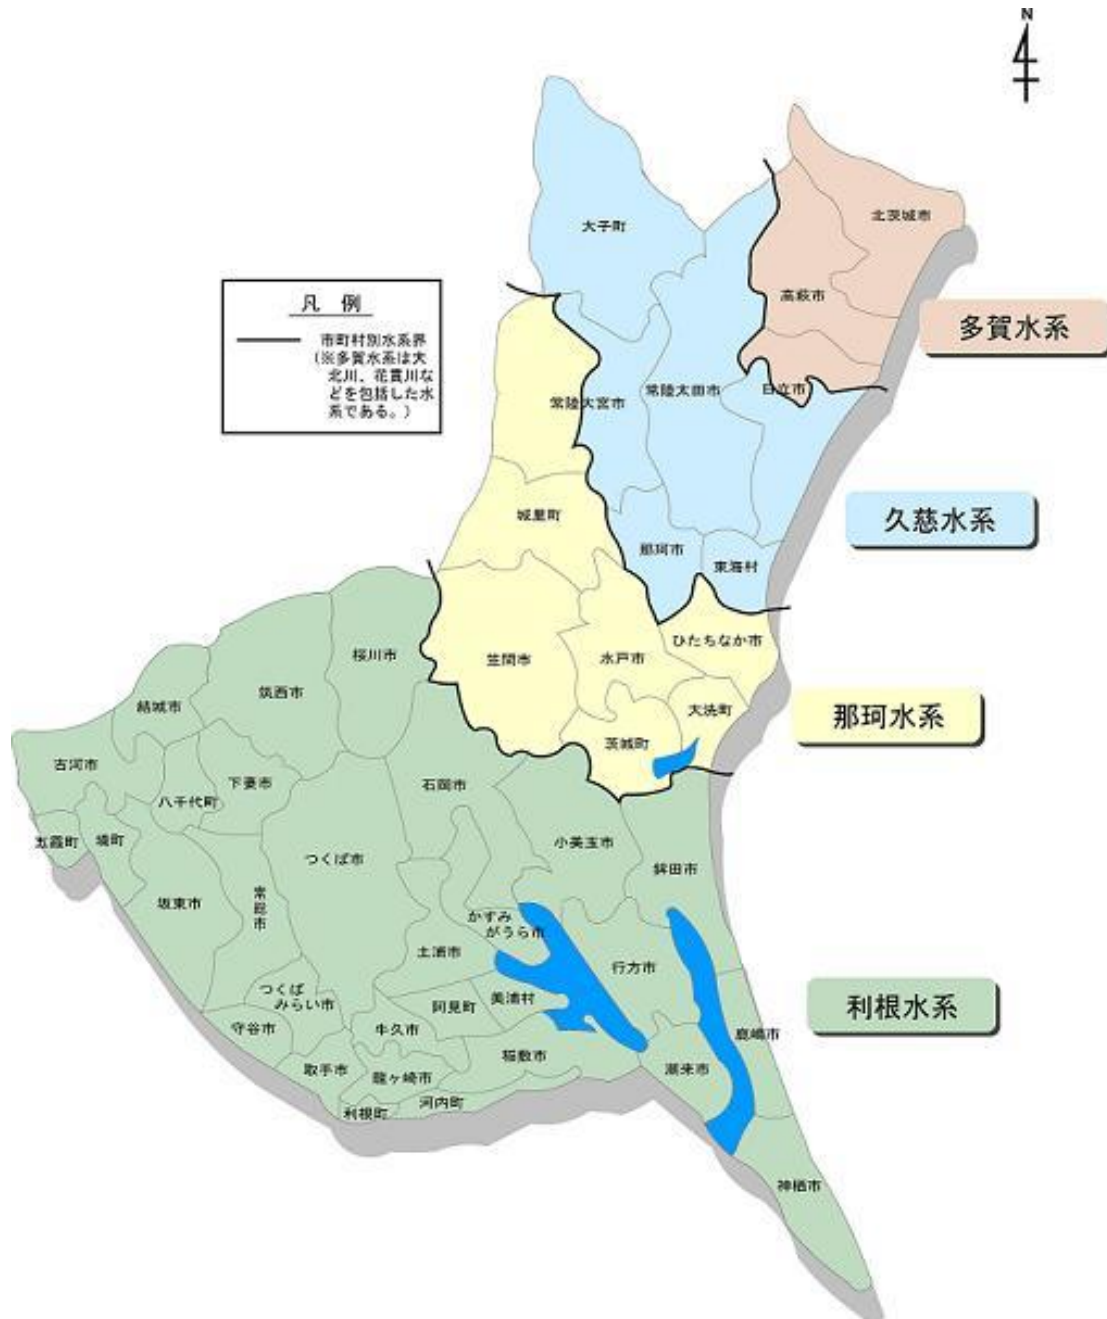 N
大子町
北茨城市
高萩市
多賀水系
凡 例
市町村別水系界
(※多賀水系は大
北川、花貫川な
どを包括した水
系である。)
常陸大宮市
常陸太田市
日立市
久慈水系
城里町
那珂市
東海村
ひたちなか市
笠間市
水戸市
大洗町
那珂水系
茨城町
桜川市
筑西市
結城市
古河市
八千代町
下妻市
石岡市
五霞町
境町
つくば市
小美玉市
鉾田市
坂東市
常総市
かすみ
がうら市
土浦市
行方市
つくば
みらい市
阿見町
美浦村
利根水系
守谷市
牛久市
鹿嶋市
取手市
龍ヶ崎市
稲敷市
潮来市
利根町
河内町
神栖市